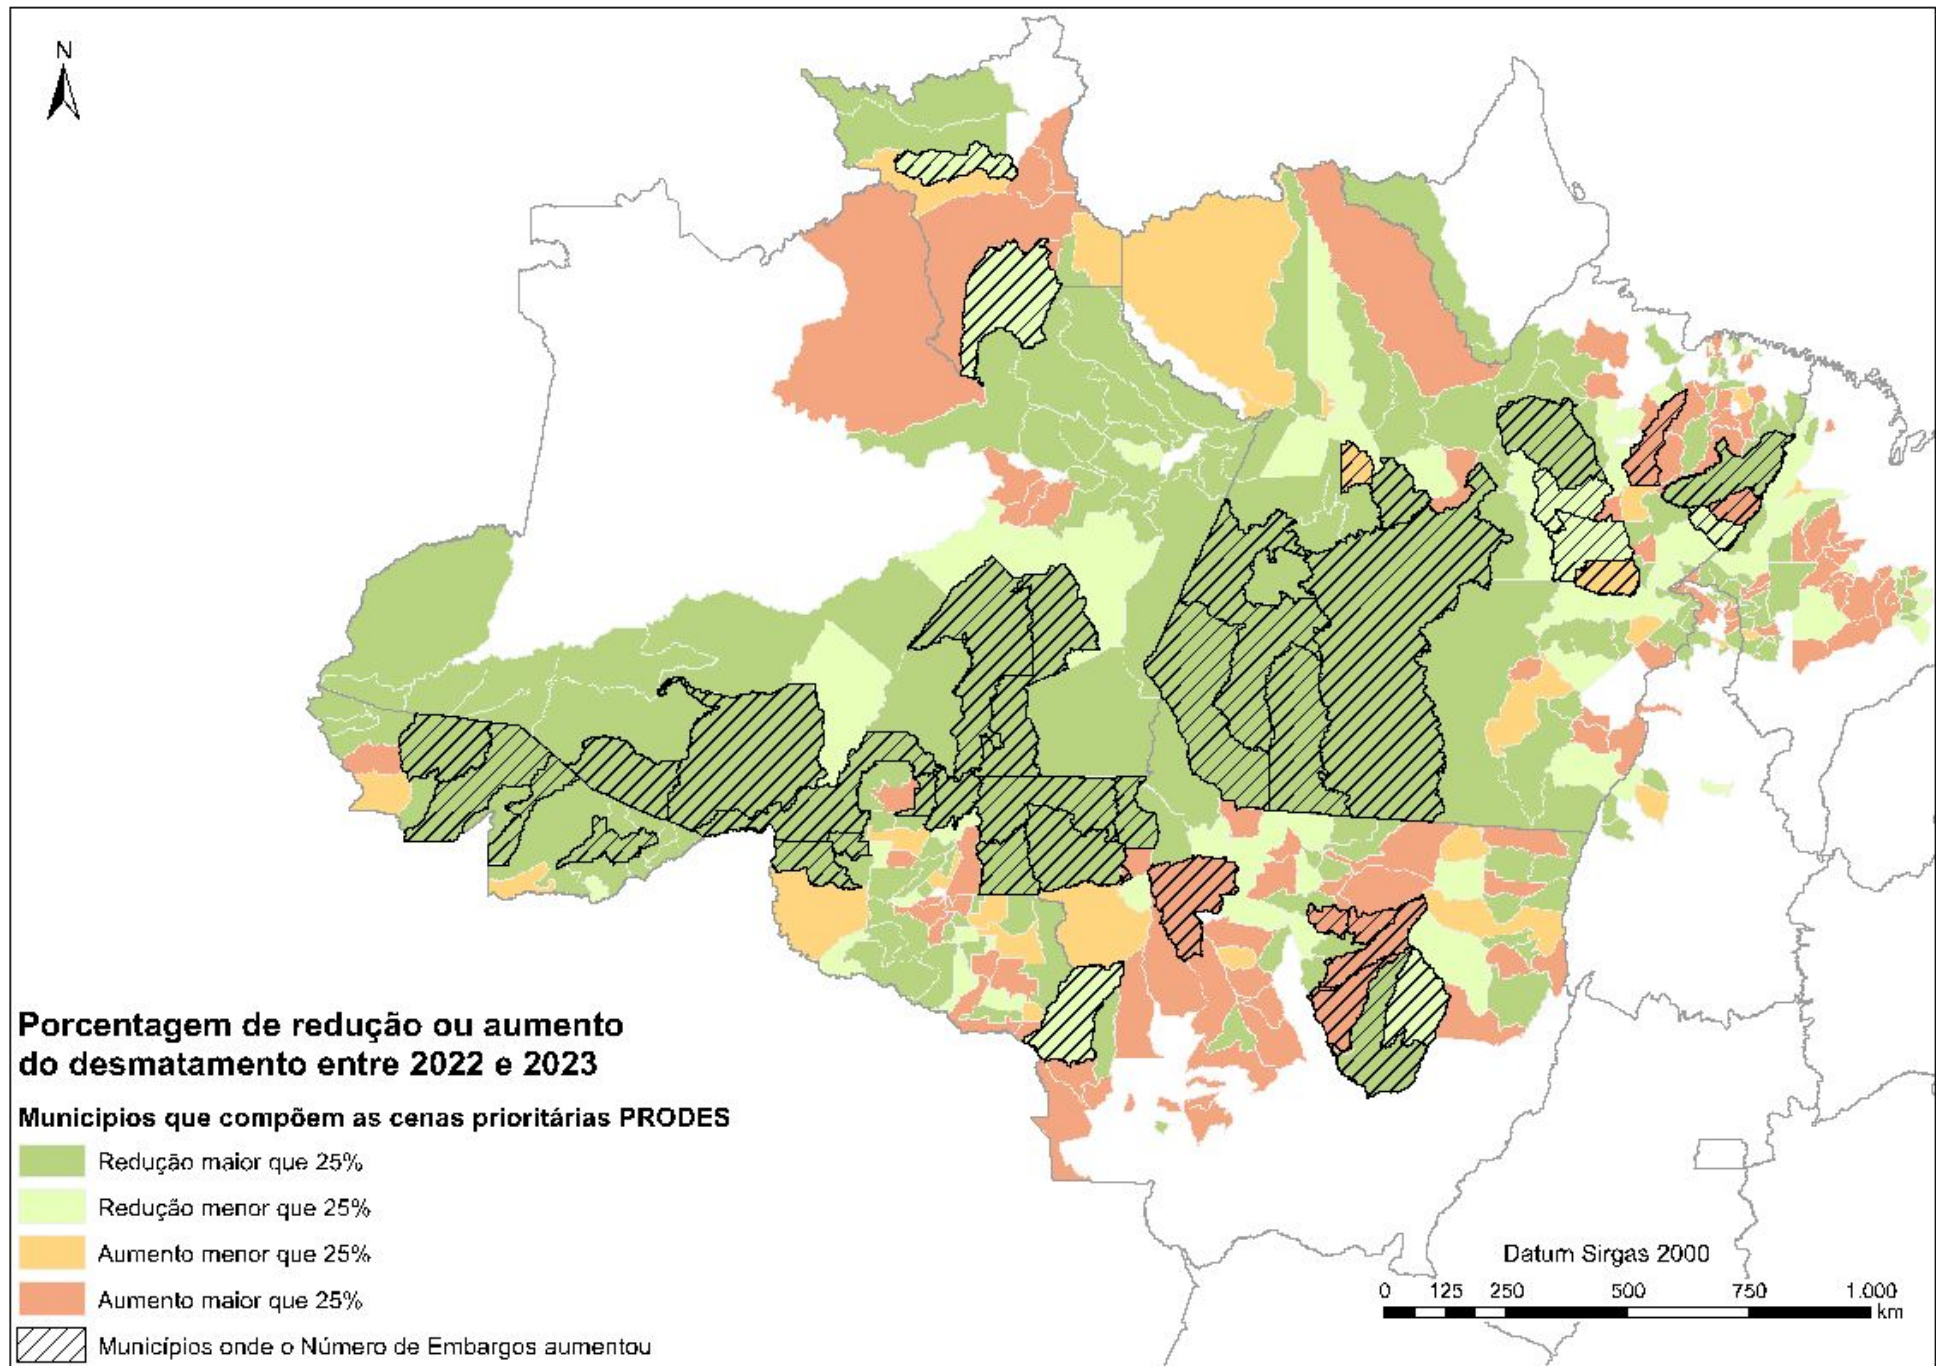 N
Porcentagem de redução ou aumento
do desmatamento entre 2022 e 2023
Municipios que compõem as cenas prioritárias PRODES
Redução maior que 25%
Redução menor que 25%
Aumento menor que 25%
Aumento maior que 25%
Municípios onde o Número de Embargos aumentou
Datum Sirgas 2000
0 125 250 500 750 1.000
km